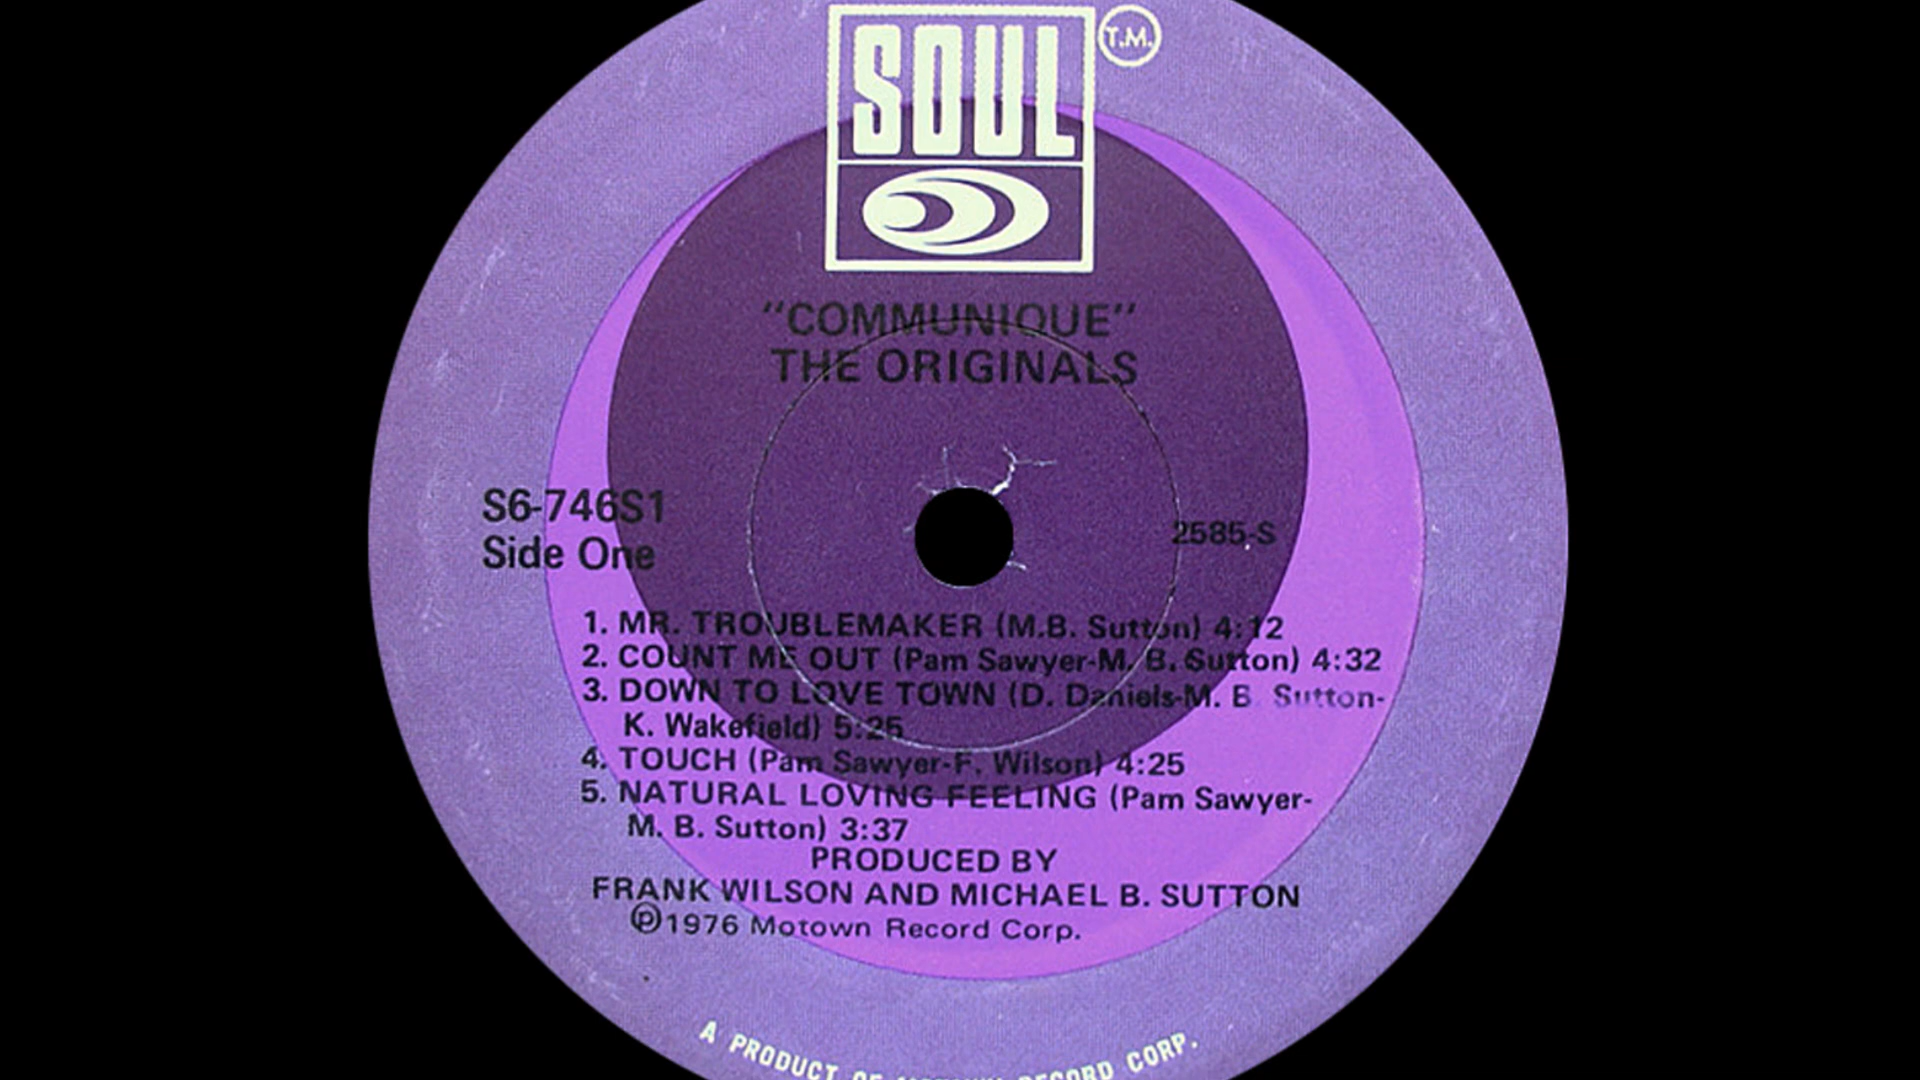 SOUL
T.M.
"COMMUNIQUE"
THE ORIGINALS
S6-746S1
Side One
2585-S
1. MR. TROUBLEMAKER (M.B. Sutton) 4:12
2. COUNT ME OUT (Pam Sawyer-M. B. Sutton) 4:32
3. DOWN TO LOVE TOWN (D. Daniels-M. B. Sutton-
K. Wakefield) 5:25
4. TOUCH (Pam Sawyer-F. Wilson) 4:25
5. NATURAL LOVING FEELING (Pam Sawyer-
M. B. Sutton) 3:37
PRODUCED BY
FRANK WILSON AND MICHAEL B. SUTTON
Ⓟ1976 Motown Record Corp.
A PRODUCT OF MOTOWN RECORD CORP.